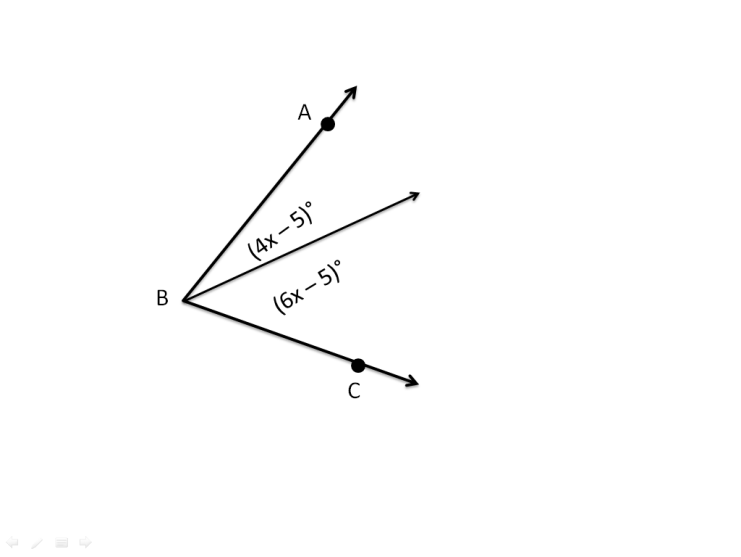 A
(4x – 5)°
B
(6x – 5)°
C